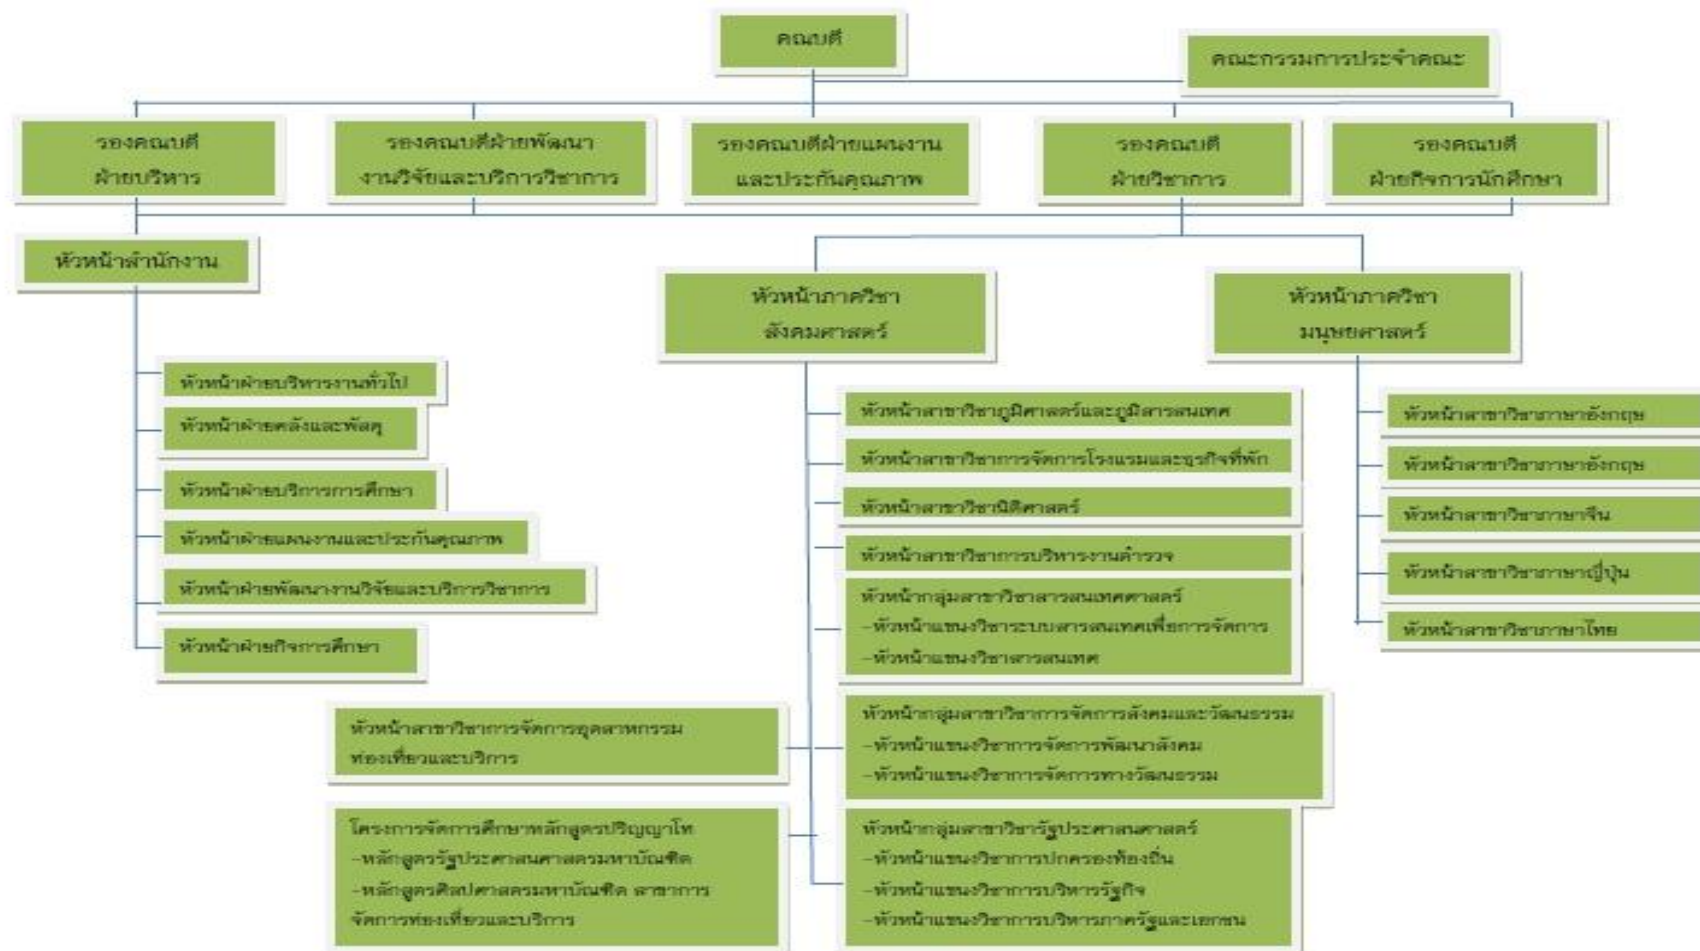 คณบดี
คณะกรรมการประจำคณะ
รองคณบดี
ฝ่ายบริหาร
รองคณบดีฝ่ายพัฒนา
งานวิจัยและบริการวิชาการ
รองคณบดีฝ่ายแผนงาน
และประกันคุณภาพ
รองคณบดี
ฝ่ายวิชาการ
รองคณบดี
ฝ่ายกิจการนักศึกษา
หัวหน้าสำนักงาน
หัวหน้าภาควิชา
สังคมศาสตร์
หัวหน้าภาควิชา
มนุษยศาสตร์
หัวหน้าฝ่ายบริหารงานทั่วไป
หัวหน้าฝ่ายคลังและพัสดุ
หัวหน้าฝ่ายบริการการศึกษา
หัวหน้าฝ่ายแผนงานและประกันคุณภาพ
หัวหน้าฝ่ายพัฒนางานวิจัยและบริการวิชาการ
หัวหน้าฝ่ายกิจการศึกษา
หัวหน้าสาขาวิชาภูมิศาสตร์และภูมิสารสนเทศ
หัวหน้าสาขาวิชาการจัดการโรงแรมและธุรกิจที่พัก
หัวหน้าสาขาวิชานิติศาสตร์
หัวหน้าสาขาวิชาการบริหารงานตำรวจ
หัวหน้ากลุ่มสาขาวิชาสารสนเทศศาสตร์
-หัวหน้าแขนงวิชาระบบสารสนเทศเพื่อการจัดการ
-หัวหน้าแขนงวิชาสารสนเทศ
หัวหน้ากลุ่มสาขาวิชาการจัดการสังคมและวัฒนธรรม
-หัวหน้าแขนงวิชาการจัดการพัฒนาสังคม
-หัวหน้าแขนงวิชาการจัดการทางวัฒนธรรม
หัวหน้ากลุ่มสาขาวิชารัฐประศาสนศาสตร์
-หัวหน้าแขนงวิชาการปกครองท้องถิ่น
-หัวหน้าแขนงวิชาการบริหารรัฐกิจ
-หัวหน้าแขนงวิชาการบริหารภาครัฐและเอกชน
หัวหน้าสาขาวิชาการจัดการอุตสาหกรรม
ท่องเที่ยวและบริการ
โครงการจัดการศึกษาหลักสูตรปริญญาโท
-หลักสูตรรัฐประศาสนศาสตรมหาบัณฑิต
-หลักสูตรศิลปศาสตรมหาบัณฑิต สาขาการ
จัดการท่องเที่ยวและบริการ
หัวหน้าสาขาวิชาภาษาอังกฤษ
หัวหน้าสาขาวิชาภาษาอังกฤษ
หัวหน้าสาขาวิชาภาษาจีน
หัวหน้าสาขาวิชาภาษาญี่ปุ่น
หัวหน้าสาขาวิชาภาษาไทย